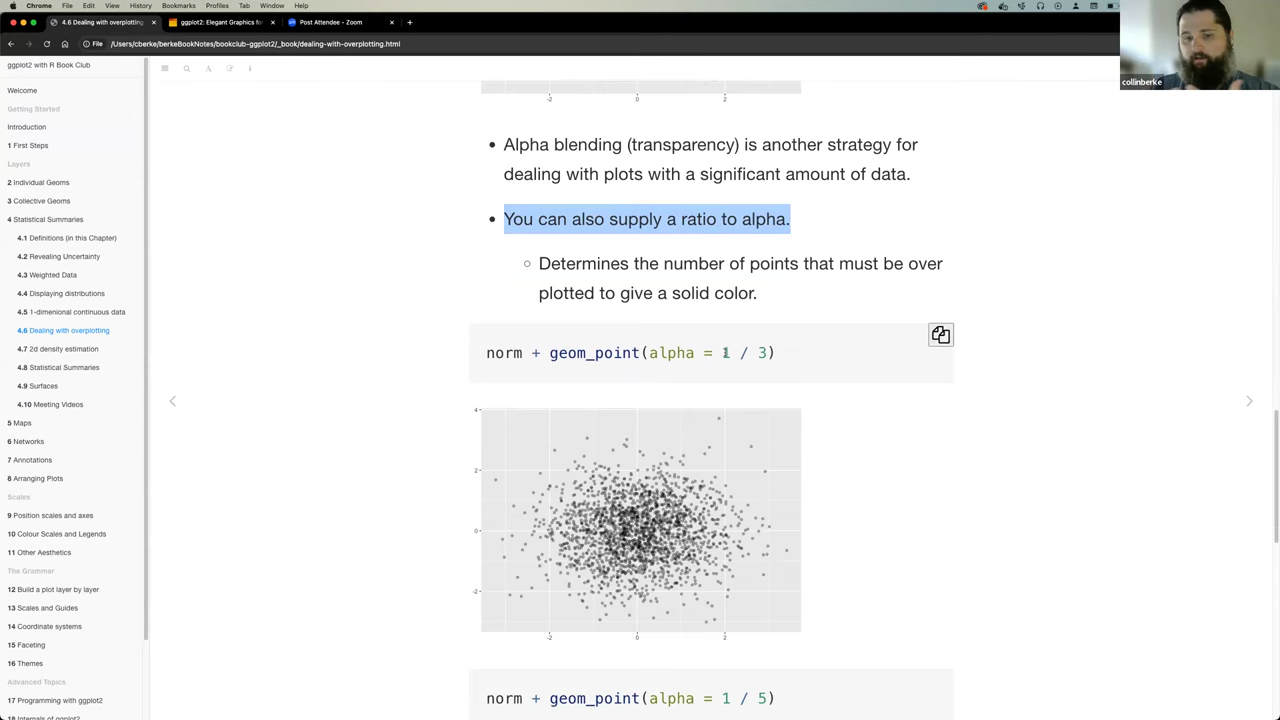 Chrome File Edit View History Bookmarks Profiles Tab Window Help
4.6 Dealing with overplotting
ggplot2: Elegant Graphics fo
Post Attendee - Zoom
File /Users/cberke/berkeBookNotes/bookclub-ggplot2/_book/dealing-with-overplotting.html
collinberke
ggplot2 with R Book Club
Welcome
Getting Started
Introduction
1 First Steps
Layers
2 Individual Geoms
3 Collective Geoms
4 Statistical Summaries
4.1 Definitions (in this Chapter)
4.2 Revealing Uncertainty
4.3 Weighted Data
4.4 Displaying distributions
4.5 1-dimenional continuous data
4.6 Dealing with overplotting
4.7 2d density estimation
4.8 Statistical Summaries
4.9 Surfaces
4.10 Meeting Videos
5 Maps
6 Networks
7 Annotations
8 Arranging Plots
Scales
9 Position scales and axes
10 Colour Scales and Legends
11 Other Aesthetics
The Grammar
12 Build a plot layer by layer
13 Scales and Guides
14 Coordinate systems
15 Faceting
16 Themes
Advanced Topics
17 Programming with ggplot2
18 Internals of ggplot2
-2 0 2
• Alpha blending (transparency) is another strategy for
dealing with plots with a significant amount of data.
• You can also supply a ratio to alpha.
○ Determines the number of points that must be over
plotted to give a solid color.
norm + geom_point(alpha = 1 / 3)
4
2
0
-2
-2 0 2
norm + geom_point(alpha = 1 / 5)